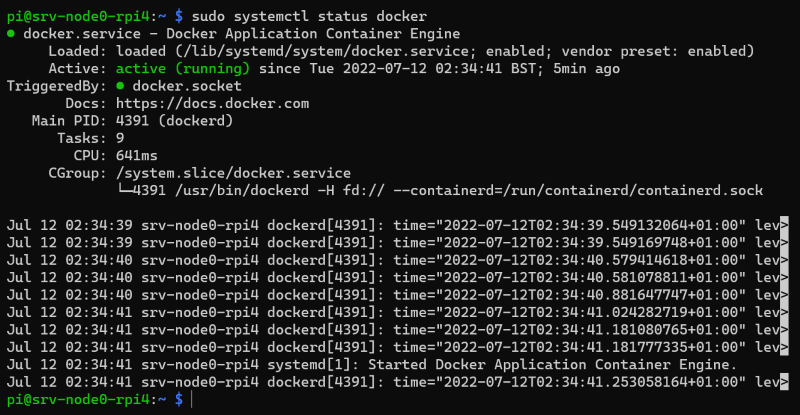 pi@srv-node0-rpi4:~ $ sudo systemctl status docker
● docker.service - Docker Application Container Engine
     Loaded: loaded (/lib/systemd/system/docker.service; enabled; vendor preset: enabled)
     Active: active (running) since Tue 2022-07-12 02:34:41 BST; 5min ago
TriggeredBy: ● docker.socket
       Docs: https://docs.docker.com
   Main PID: 4391 (dockerd)
      Tasks: 9
        CPU: 641ms
     CGroup: /system.slice/docker.service
             └─4391 /usr/bin/dockerd -H fd:// --containerd=/run/containerd/containerd.sock
Jul 12 02:34:39 srv-node0-rpi4 dockerd[4391]: time="2022-07-12T02:34:39.549132064+01:00" lev>
Jul 12 02:34:39 srv-node0-rpi4 dockerd[4391]: time="2022-07-12T02:34:39.549169748+01:00" lev>
Jul 12 02:34:40 srv-node0-rpi4 dockerd[4391]: time="2022-07-12T02:34:40.579414618+01:00" lev>
Jul 12 02:34:40 srv-node0-rpi4 dockerd[4391]: time="2022-07-12T02:34:40.581078811+01:00" lev>
Jul 12 02:34:40 srv-node0-rpi4 dockerd[4391]: time="2022-07-12T02:34:40.881647747+01:00" lev>
Jul 12 02:34:41 srv-node0-rpi4 dockerd[4391]: time="2022-07-12T02:34:41.024282719+01:00" lev>
Jul 12 02:34:41 srv-node0-rpi4 dockerd[4391]: time="2022-07-12T02:34:41.181080765+01:00" lev>
Jul 12 02:34:41 srv-node0-rpi4 dockerd[4391]: time="2022-07-12T02:34:41.181777335+01:00" lev>
Jul 12 02:34:41 srv-node0-rpi4 systemd[1]: Started Docker Application Container Engine.
Jul 12 02:34:41 srv-node0-rpi4 dockerd[4391]: time="2022-07-12T02:34:41.253058164+01:00" lev>
pi@srv-node0-rpi4:~ $